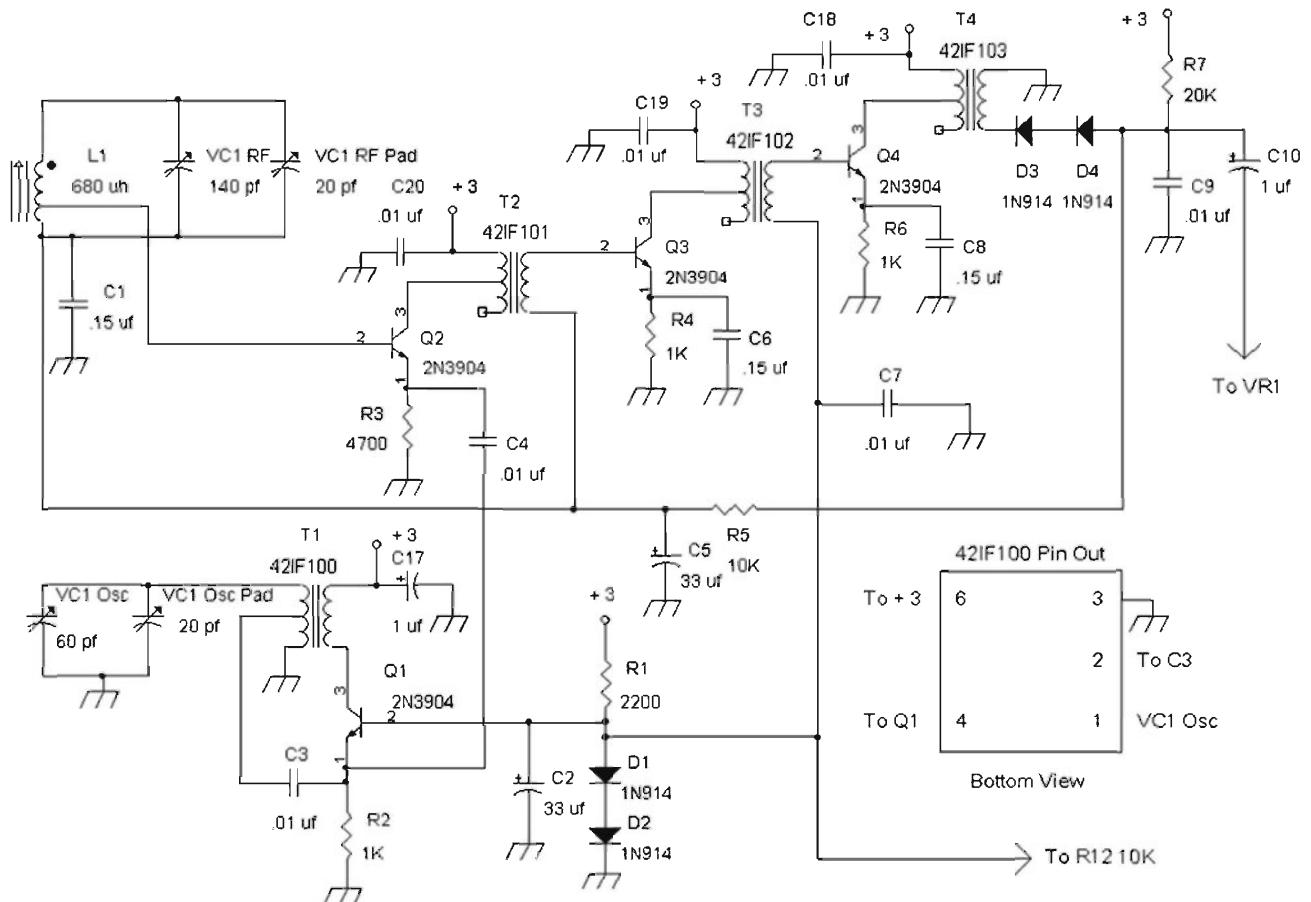 C18
.01 uf
+ 3
T4
42IF103
+ 3
R7
20K
C19
.01 uf
+ 3
T3
42IF102
3
2
Q4
2N3904
1
D3
1N914
D4
1N914
C10
1 uf
C9
.01 uf
L1
680 uh
VC1 RF
140 pf
VC1 RF Pad
20 pf
C20
.01 uf
+ 3
T2
42IF101
3
2
Q3
2N3904
1
R6
1K
C8
.15 uf
C1
.15 uf
3
2
Q2
2N3904
1
R4
1K
C6
.15 uf
To VR1
R3
4700
C4
.01 uf
C7
.01 uf
T1
42IF100
+ 3
C17
1 uf
C5
33 uf
R5
10K
VC1 Osc
60 pf
VC1 Osc Pad
20 pf
+ 3
R1
2200
Q1
2N3904
3
2
1
C3
.01 uf
R2
1K
C2
33 uf
D1
1N914
D2
1N914
42IF100 Pin Out
To + 3
6
3
2
To C3
To Q1
4
1
VC1 Osc
Bottom View
To R12 10K